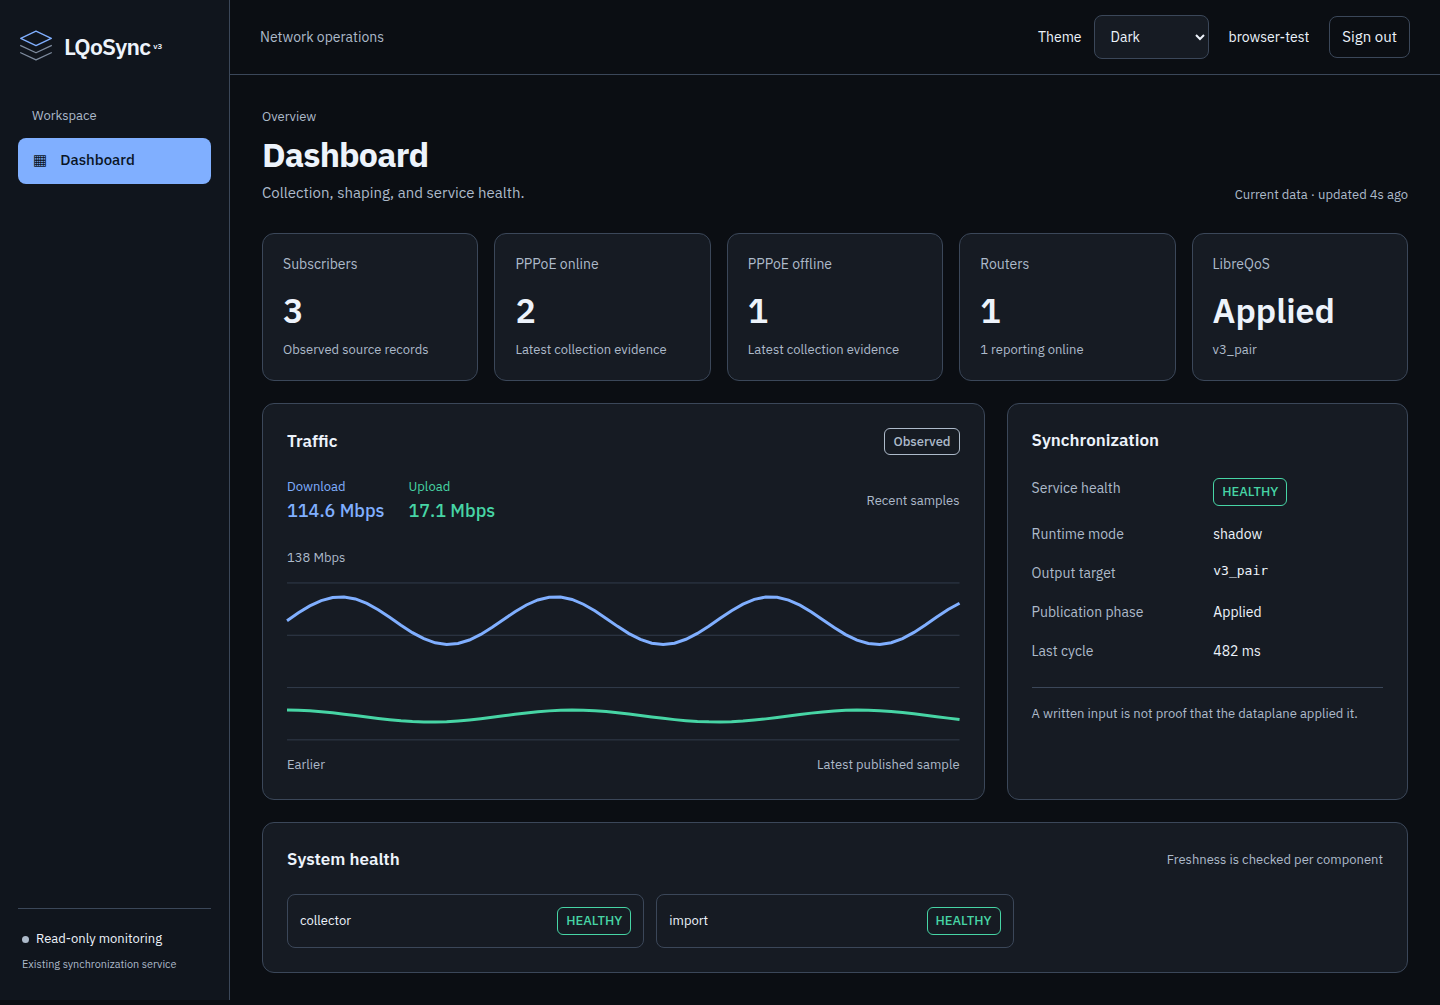 LQoSync v3
Workspace
Dashboard
Read-only monitoring
Existing synchronization service
Network operations
Theme
Dark
browser-test
Sign out
Overview
Dashboard
Collection, shaping, and service health.
Current data · updated 4s ago
Subscribers
3
Observed source records
PPPoE online
2
Latest collection evidence
PPPoE offline
1
Latest collection evidence
Routers
1
1 reporting online
LibreQoS
Applied
v3_pair
Traffic
Observed
Download
114.6 Mbps
Upload
17.1 Mbps
Recent samples
138 Mbps
Earlier
Latest published sample
Synchronization
Service health HEALTHY
Runtime mode shadow
Output target v3_pair
Publication phase Applied
Last cycle 482 ms
A written input is not proof that the dataplane applied it.
System health
Freshness is checked per component
collector HEALTHY
import HEALTHY